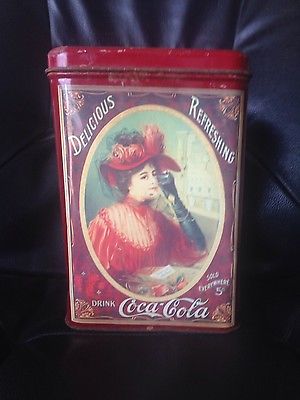 DELICIOUS
REFRESHING
SOLD
EVERYWHERE
5¢
DRINK Coca-Cola